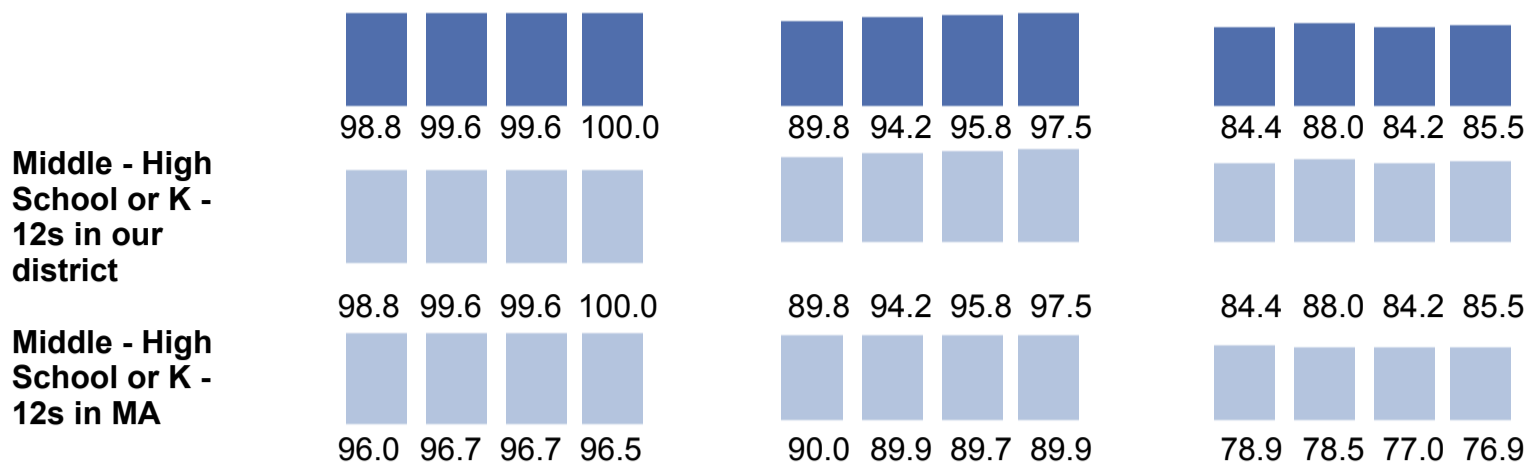 98.8 99.6 99.6 100.0 89.8 94.2 95.8 97.5 84.4 88.0 84.2 85.5
Middle - High
School or K -
12s in our
district
98.8 99.6 99.6 100.0 89.8 94.2 95.8 97.5 84.4 88.0 84.2 85.5
Middle - High
School or K -
12s in MA
96.0 96.7 96.7 96.5 90.0 89.9 89.7 89.9 78.9 78.5 77.0 76.9